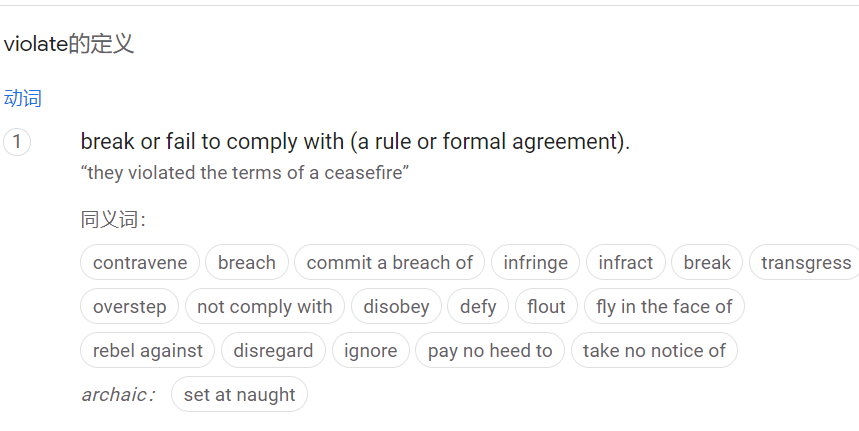 violate的定义
动词
1 break or fail to comply with (a rule or formal agreement).
“they violated the terms of a ceasefire”
同义词：
contravene breach commit a breach of infringe infract break transgress
overstep not comply with disobey defy flout fly in the face of
rebel against disregard ignore pay no heed to take no notice of
archaic： set at naught